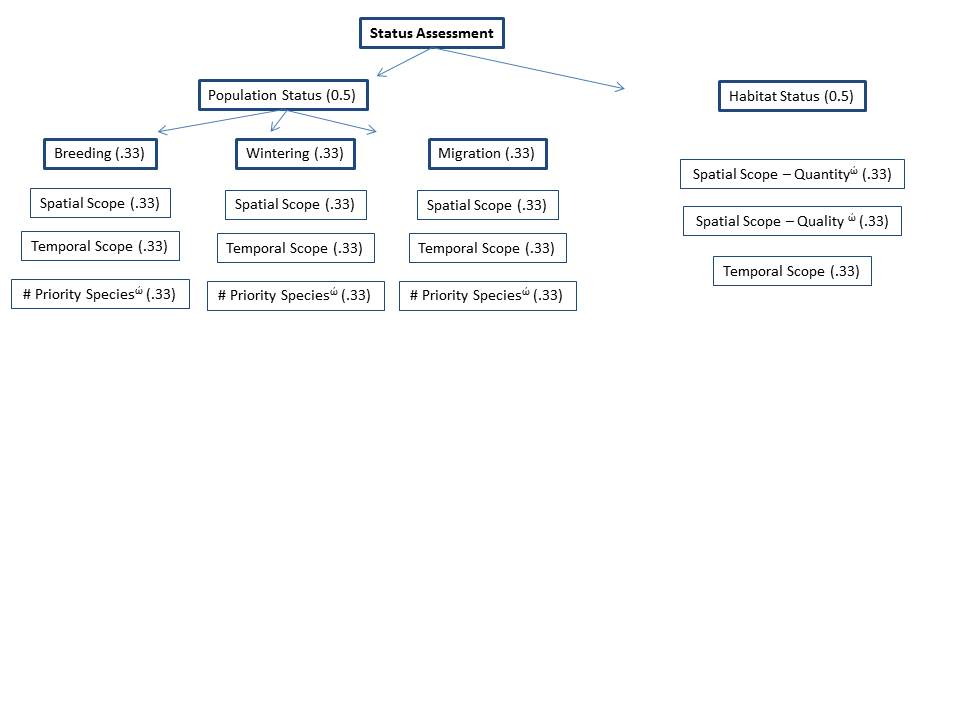 Status Assessment
Population Status (0.5)
Habitat Status (0.5)
Breeding (.33)
Wintering (.33)
Migration (.33)
Spatial Scope (.33)
Spatial Scope (.33)
Spatial Scope (.33)
Temporal Scope (.33)
Temporal Scope (.33)
Temporal Scope (.33)
# Priority Speciesώ (.33)
# Priority Speciesώ (.33)
# Priority Speciesώ (.33)
Spatial Scope – Quantityώ (.33)
Spatial Scope – Quality ώ (.33)
Temporal Scope (.33)